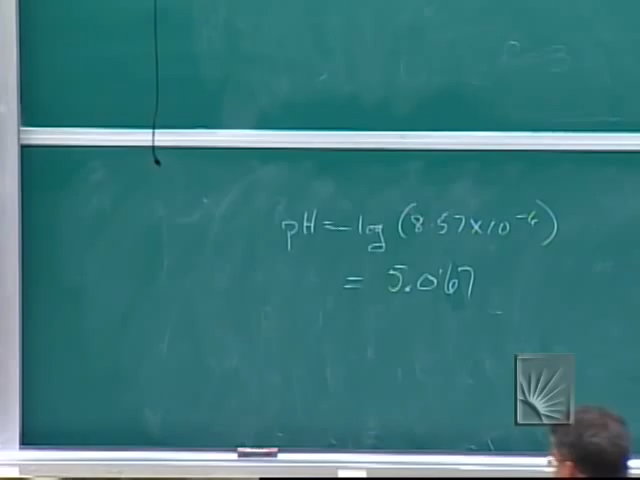 pH = -log (8.57×10⁻⁶)
= 5.067